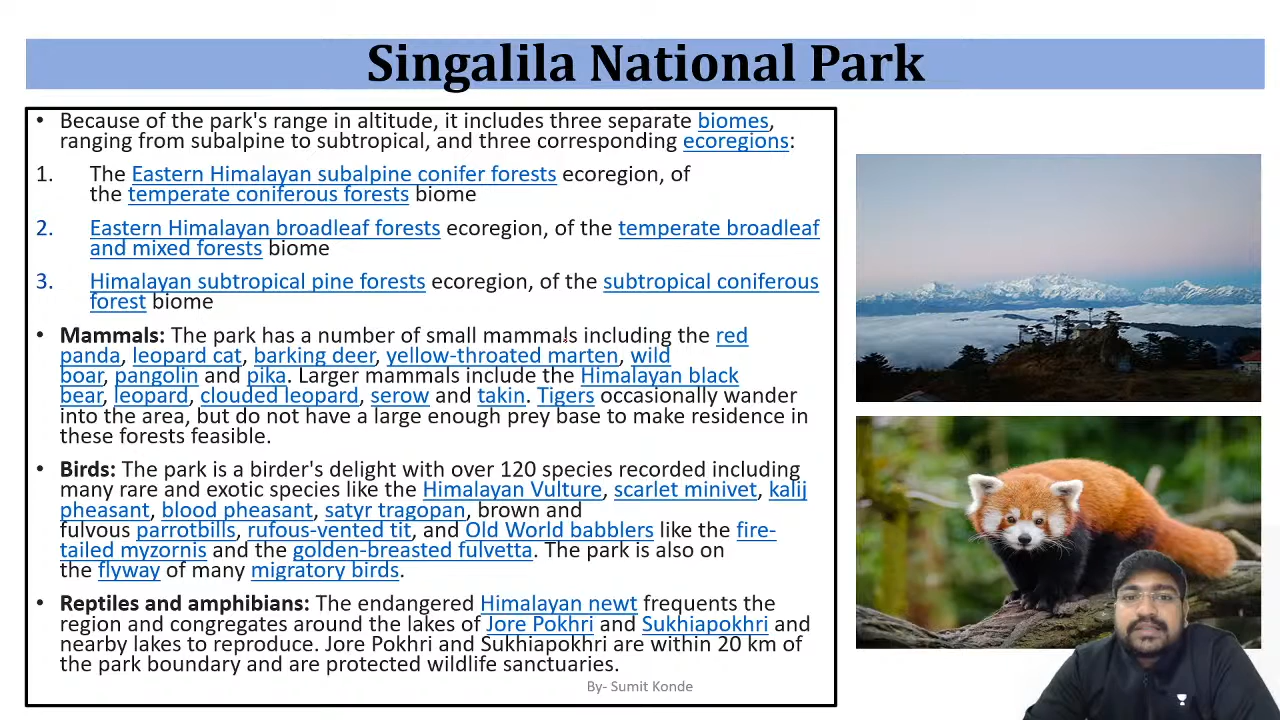 Singalila National Park
• Because of the park's range in altitude, it includes three separate biomes,
ranging from subalpine to subtropical, and three corresponding ecoregions:
1. The Eastern Himalayan subalpine conifer forests ecoregion, of
the temperate coniferous forests biome
2. Eastern Himalayan broadleaf forests ecoregion, of the temperate broadleaf
and mixed forests biome
3. Himalayan subtropical pine forests ecoregion, of the subtropical coniferous
forest biome
• Mammals: The park has a number of small mammals including the red
panda, leopard cat, barking deer, yellow-throated marten, wild
boar, pangolin and pika. Larger mammals include the Himalayan black
bear, leopard, clouded leopard, serow and takin. Tigers occasionally wander
into the area, but do not have a large enough prey base to make residence in
these forests feasible.
• Birds: The park is a birder's delight with over 120 species recorded including
many rare and exotic species like the Himalayan Vulture, scarlet minivet, kalij
pheasant, blood pheasant, satyr tragopan, brown and
fulvous parrotbills, rufous-vented tit, and Old World babblers like the fire-
tailed myzornis and the golden-breasted fulvetta. The park is also on
the flyway of many migratory birds.
• Reptiles and amphibians: The endangered Himalayan newt frequents the
region and congregates around the lakes of Jore Pokhri and Sukhiapokhri and
nearby lakes to reproduce. Jore Pokhri and Sukhiapokhri are within 20 km of
the park boundary and are protected wildlife sanctuaries.
By- Sumit Konde